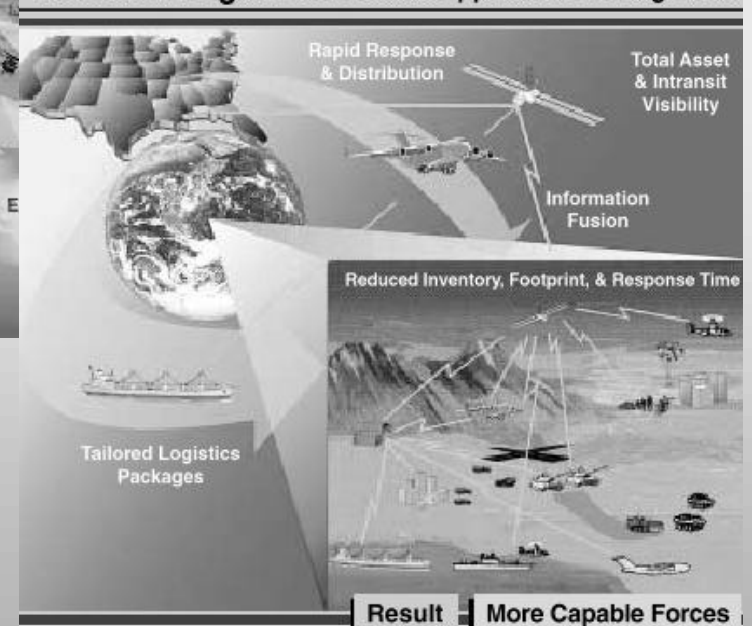 Rapid Response
& Distribution
Total Asset
& Intransit
Visibility
Information
Fusion
Reduced Inventory, Footprint, & Response Time
Tailored Logistics
Packages
Result
More Capable Forces